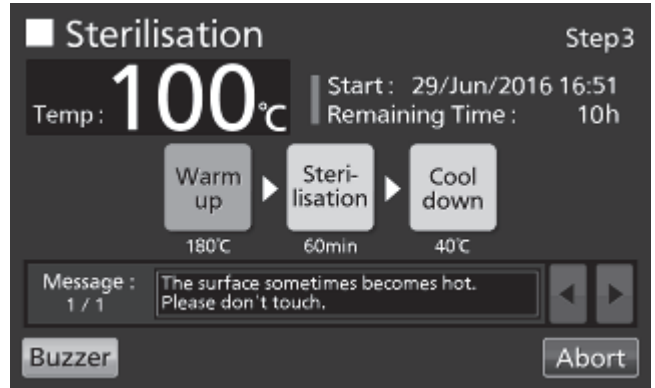 Sterilisation
Step3
Temp : 100℃
Start : 29/Jun/2016 16:51
Remaining Time : 10h
Warm
up
Steri-
lisation
Cool
down
180℃
60min
40℃
Message :
1 / 1
The surface sometimes becomes hot.
Please don't touch.
Buzzer
Abort